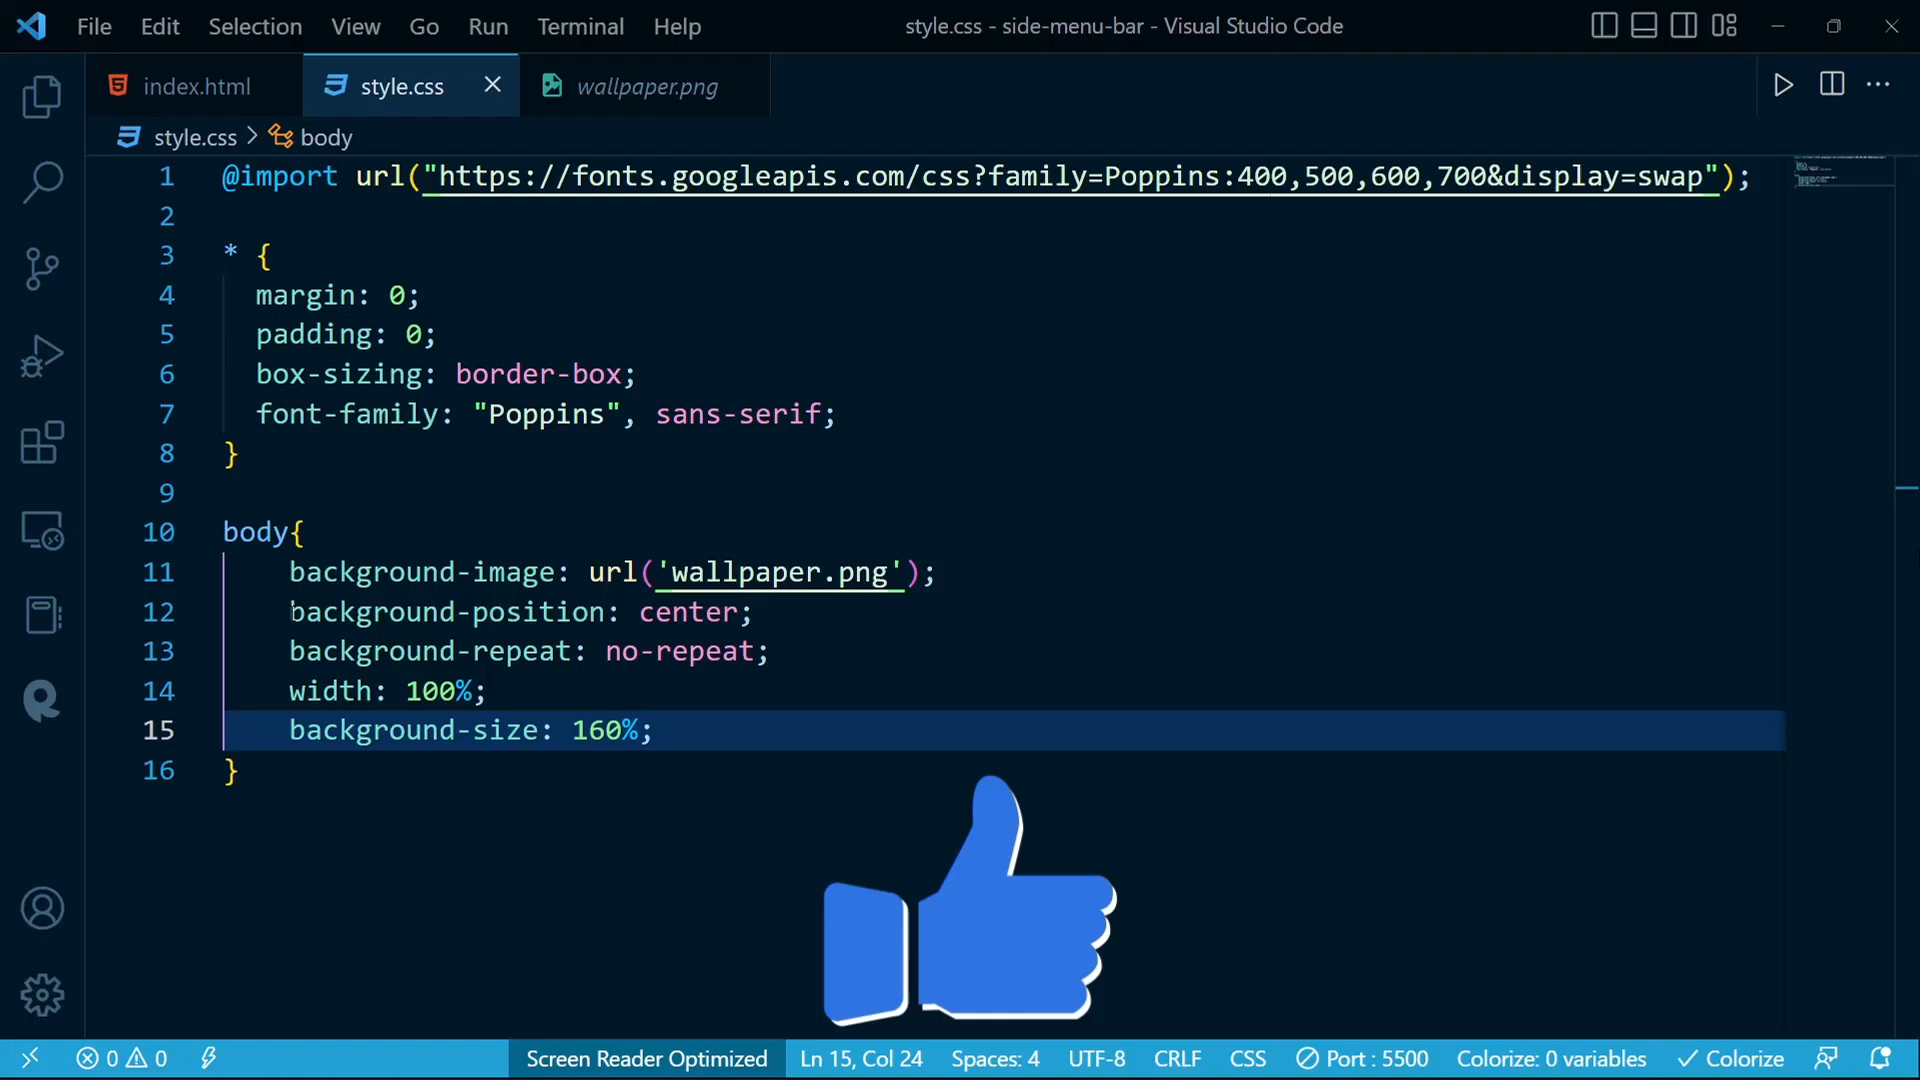 File Edit Selection View Go Run Terminal Help style.css - side-menu-bar - Visual Studio Code
index.html style.css wallpaper.png
style.css > body
1 @import url("https://fonts.googleapis.com/css?family=Poppins:400,500,600,700&display=swap");
2
3 * {
4 margin: 0;
5 padding: 0;
6 box-sizing: border-box;
7 font-family: "Poppins", sans-serif;
8 }
9
10 body{
11 background-image: url('wallpaper.png');
12 background-position: center;
13 background-repeat: no-repeat;
14 width: 100%;
15 background-size: 160%;
16 }
0 0 Screen Reader Optimized Ln 15, Col 24 Spaces: 4 UTF-8 CRLF CSS Port : 5500 Colorize: 0 variables Colorize